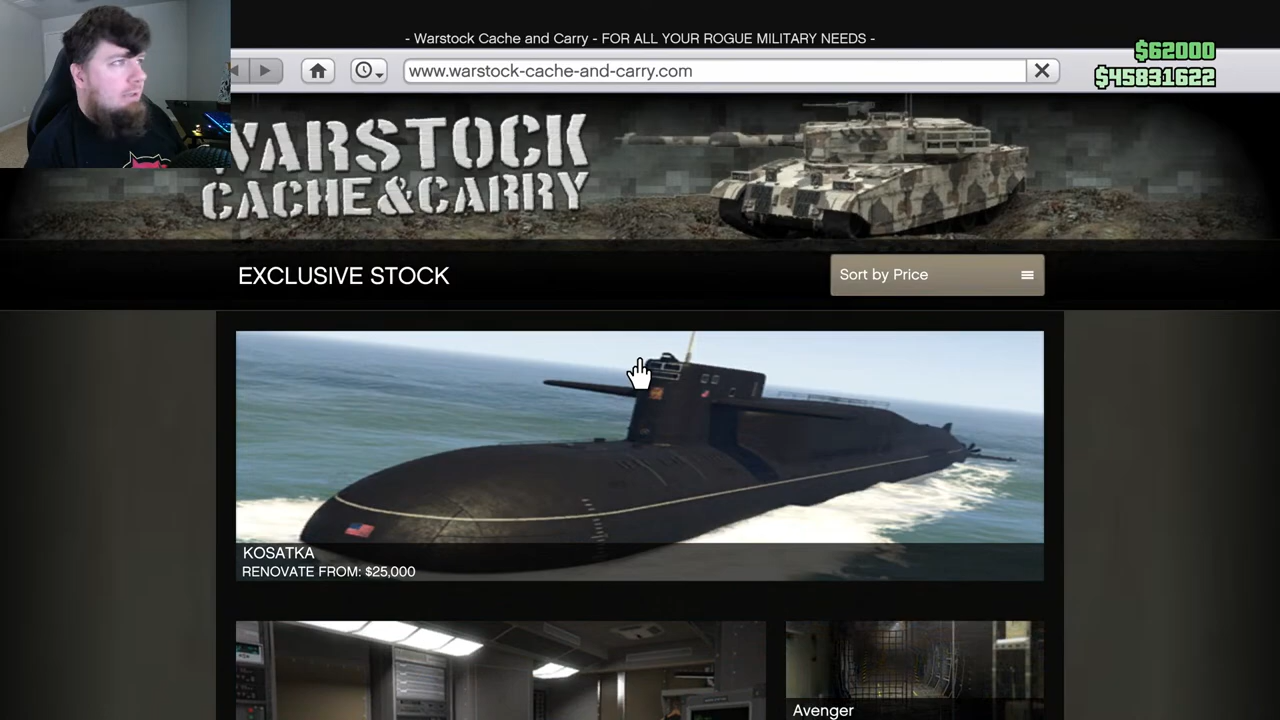 - Warstock Cache and Carry - FOR ALL YOUR ROGUE MILITARY NEEDS -
$62000
www.warstock-cache-and-carry.com
$45831622
WARSTOCK
CACHE&CARRY
EXCLUSIVE STOCK
Sort by Price
KOSATKA
RENOVATE FROM: $25,000
Avenger